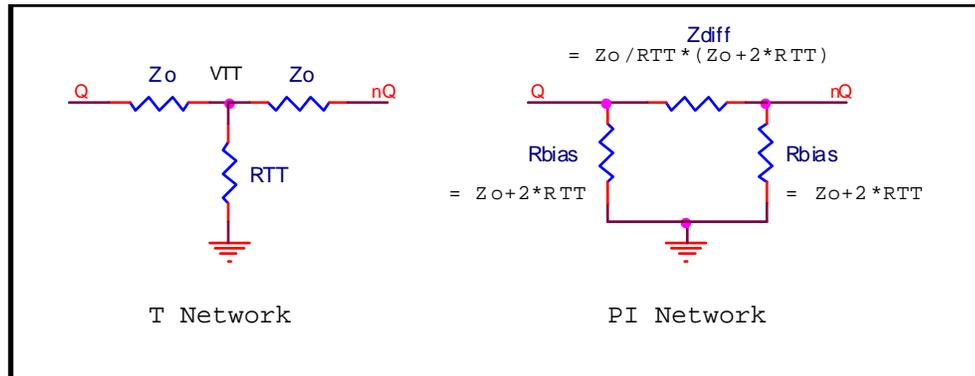 Zdiff
= Zo/RTT*(Zo+2*RTT)
Q Zo VTT Zo nQ
RTT
Q nQ
Rbias Rbias
= Zo+2*RTT = Zo+2*RTT
T Network PI Network